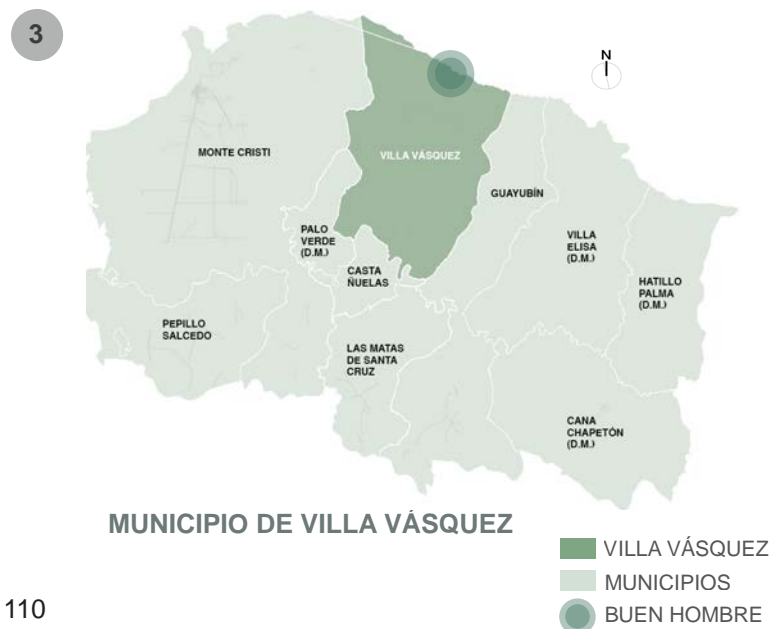 3
N
MONTE CRISTI
VILLA VÁSQUEZ
GUAYUBÍN
PALO
VERDE
(D.M.)
VILLA
ELISA
(D.M.)
CASTA
ÑUELAS
HATILLO
PALMA
(D.M.)
PEPILLO
SALCEDO
LAS MATAS
DE SANTA
CRUZ
CANA
CHAPETÓN
(D.M.)
MUNICIPIO DE VILLA VÁSQUEZ
VILLA VÁSQUEZ
MUNICIPIOS
BUEN HOMBRE
110